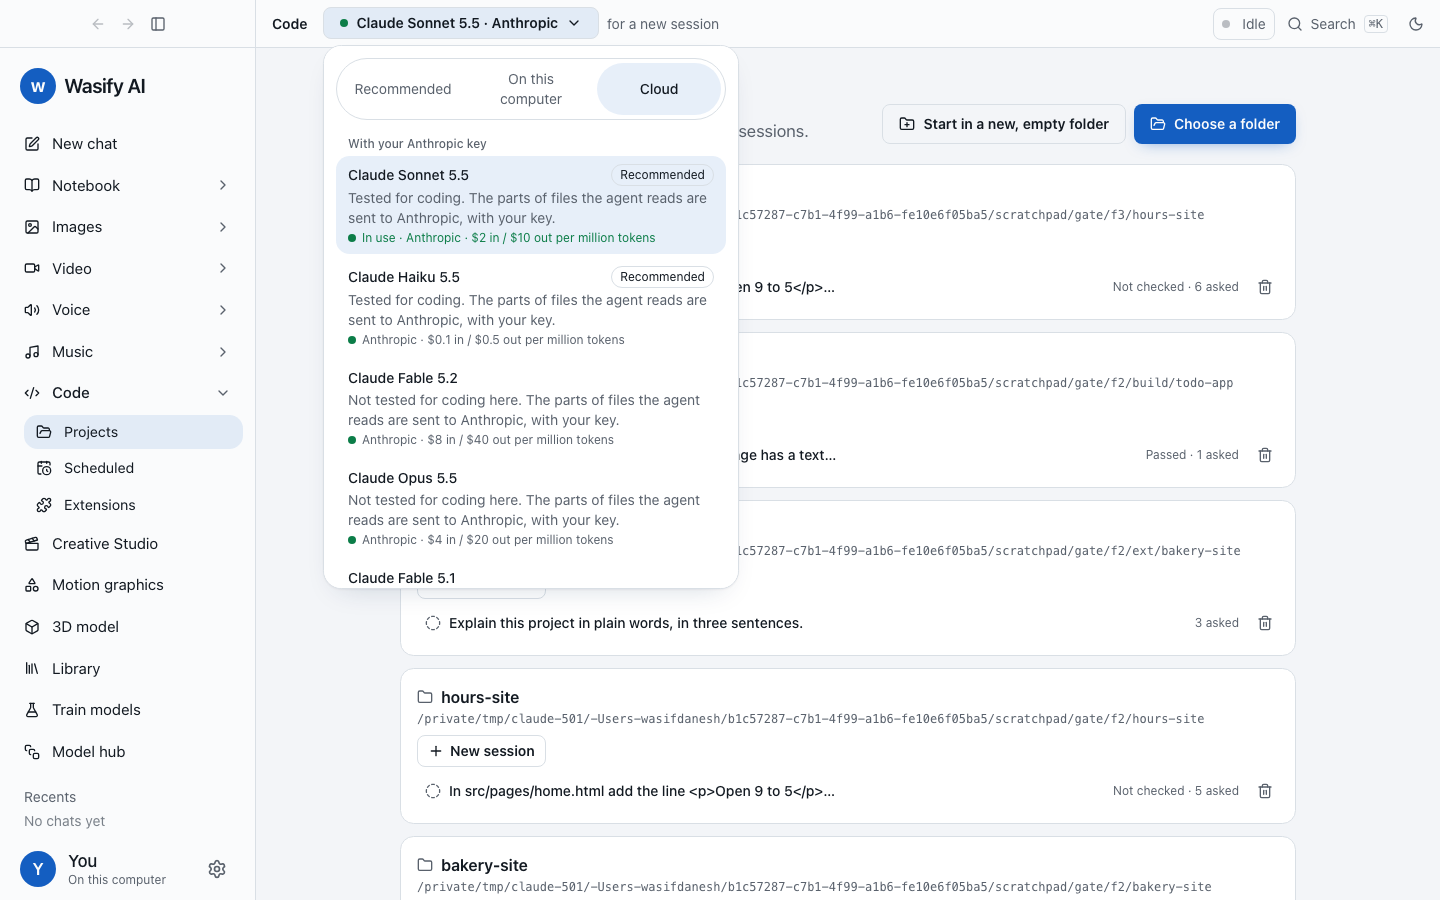 Code
Claude Sonnet 5.5 · Anthropic
for a new session
Idle
Search
⌘K
W
Wasify AI
New chat
Notebook
Images
Video
Voice
Music
Code
Projects
Scheduled
Extensions
Creative Studio
Motion graphics
3D model
Library
Train models
Model hub
Recents
No chats yet
Y
You
On this computer
Recommended
On this
computer
Cloud
With your Anthropic key
Claude Sonnet 5.5
Recommended
Tested for coding. The parts of files the agent reads are
sent to Anthropic, with your key.
In use · Anthropic · $2 in / $10 out per million tokens
Claude Haiku 5.5
Recommended
Tested for coding. The parts of files the agent reads are
sent to Anthropic, with your key.
Anthropic · $0.1 in / $0.5 out per million tokens
Claude Fable 5.2
Not tested for coding here. The parts of files the agent
reads are sent to Anthropic, with your key.
Anthropic · $8 in / $40 out per million tokens
Claude Opus 5.5
Not tested for coding here. The parts of files the agent
reads are sent to Anthropic, with your key.
Anthropic · $4 in / $20 out per million tokens
Claude Fable 5.1
sessions.
Start in a new, empty folder
Choose a folder
1c57287-c7b1-4f99-a1b6-fe10e6f05ba5/scratchpad/gate/f3/hours-site
en 9 to 5</p>...
Not checked · 6 asked
1c57287-c7b1-4f99-a1b6-fe10e6f05ba5/scratchpad/gate/f2/build/todo-app
ge has a text...
Passed · 1 asked
1c57287-c7b1-4f99-a1b6-fe10e6f05ba5/scratchpad/gate/f2/ext/bakery-site
Explain this project in plain words, in three sentences.
3 asked
hours-site
/private/tmp/claude-501/-Users-wasifdanesh/b1c57287-c7b1-4f99-a1b6-fe10e6f05ba5/scratchpad/gate/f2/hours-site
New session
In src/pages/home.html add the line <p>Open 9 to 5</p>...
Not checked · 5 asked
bakery-site
/private/tmp/claude-501/-Users-wasifdanesh/b1c57287-c7b1-4f99-a1b6-fe10e6f05ba5/scratchpad/gate/f2/bakery-site